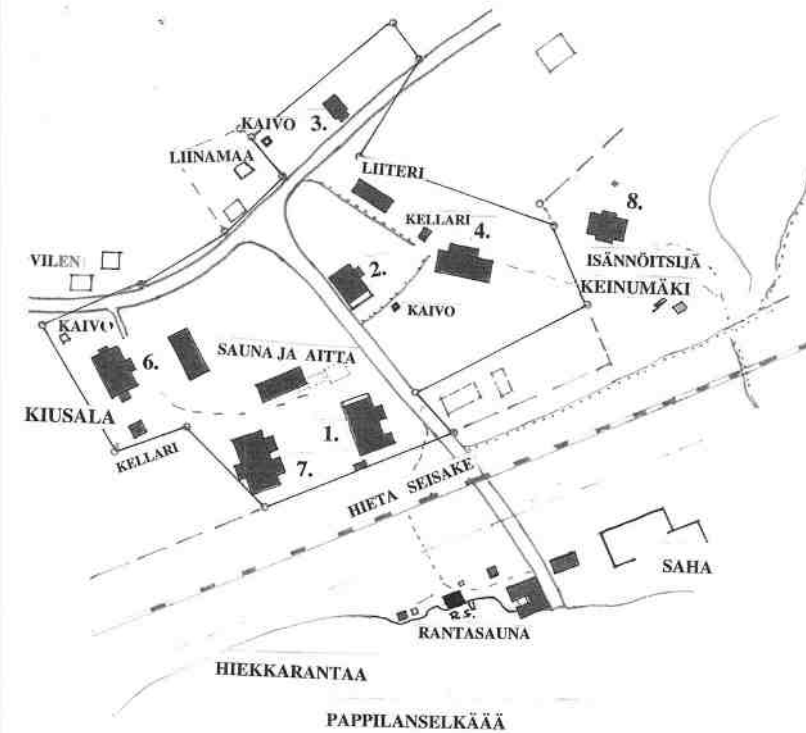 KAIVO
3.
LIINAMAA
LIITERI
8.
KELLARI
4.
ISÄNNÖITSIJÄ
VILEN
2.
KEINUMÄKI
KAIVO
KAIVO
SAUNA JA AITTA
6.
KIUSALA
1.
KELLARI
7.
HIETA SEISAKE
SAHA
R.S.
RANTASAUNA
HIEKKARANTAA
PAPPILANSELKÄÄÄ